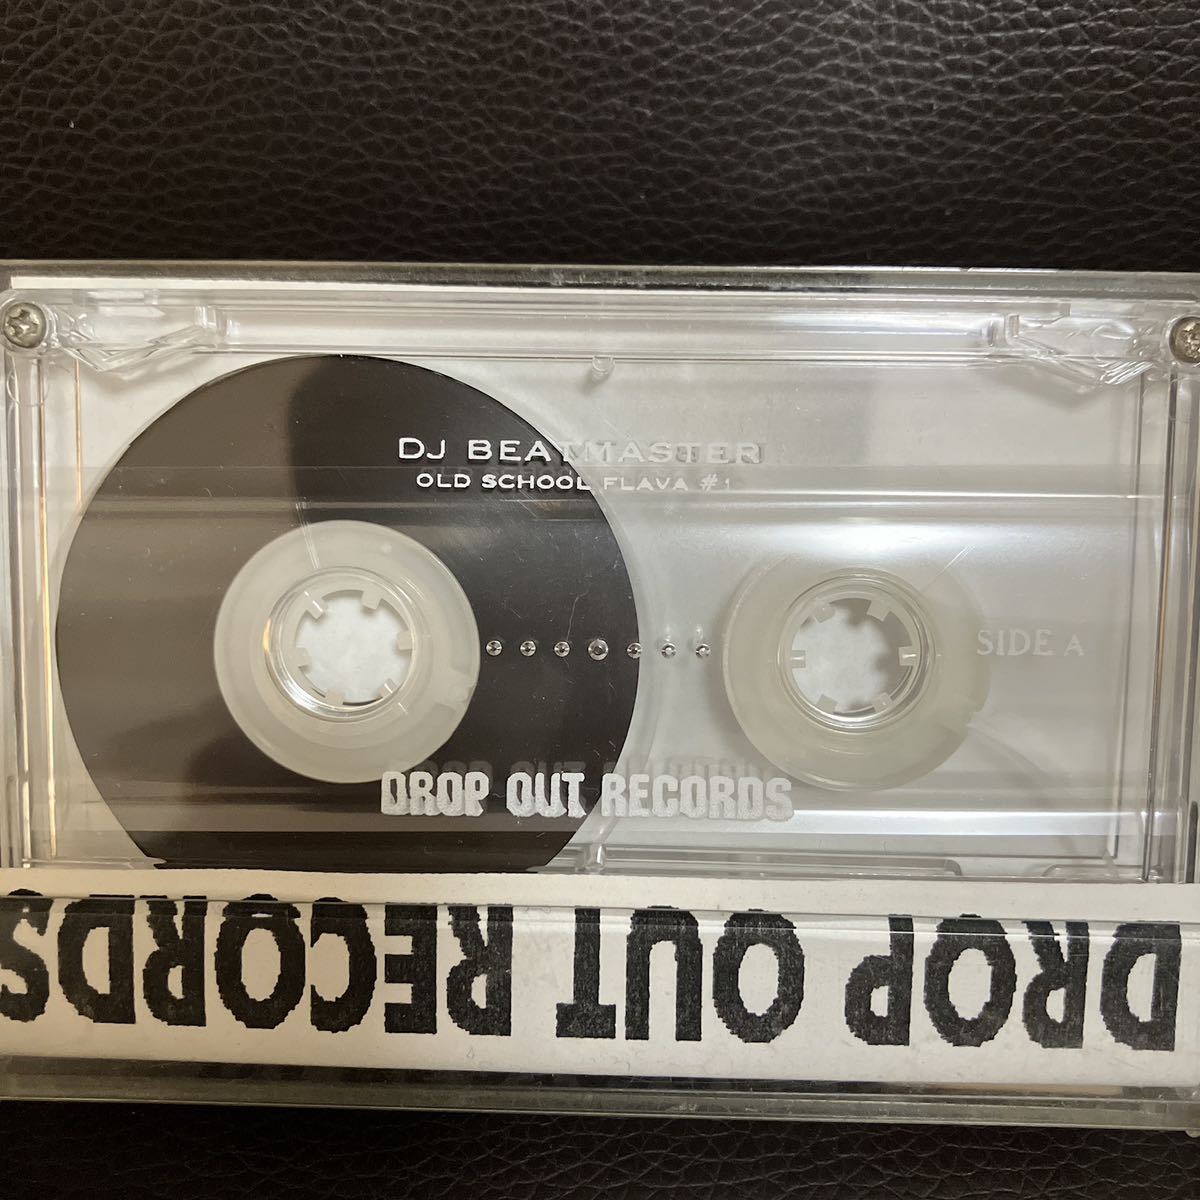 DJ BEATMASTER
OLD SCHOOL FLAVA #1
SIDE A
DROP OUT RECORDS
DROP OUT RECORDS